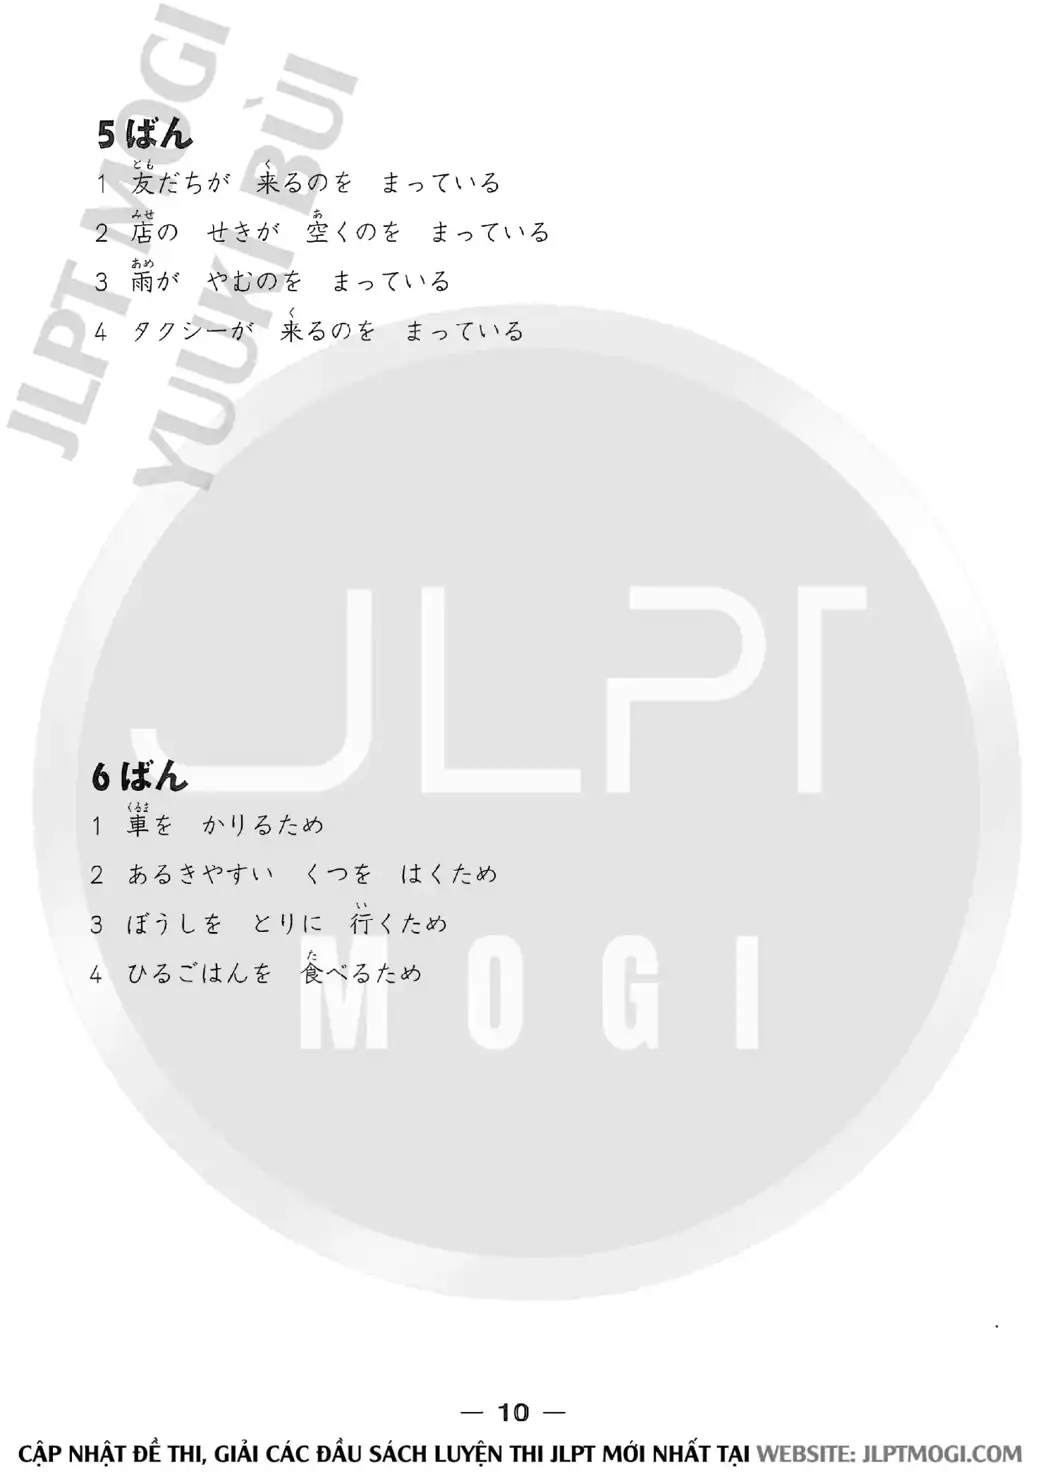 JLPT MOGI
YUUKI BÙI
5ばん
1 友だちが 来るのを まっている
2 店の せきが 空くのを まっている
3 雨が やむのを まっている
4 タクシーが 来るのを まっている
JLPT
MOGI
6ばん
1 車を かりるため
2 あるきやすい くつを はくため
3 ぼうしを とりに 行くため
4 ひるごはんを 食べるため
— 10 —
CẬP NHẬT ĐỀ THI, GIẢI CÁC ĐẦU SÁCH LUYỆN THI JLPT MỚI NHẤT TẠI WEBSITE: JLPTMOGI.COM